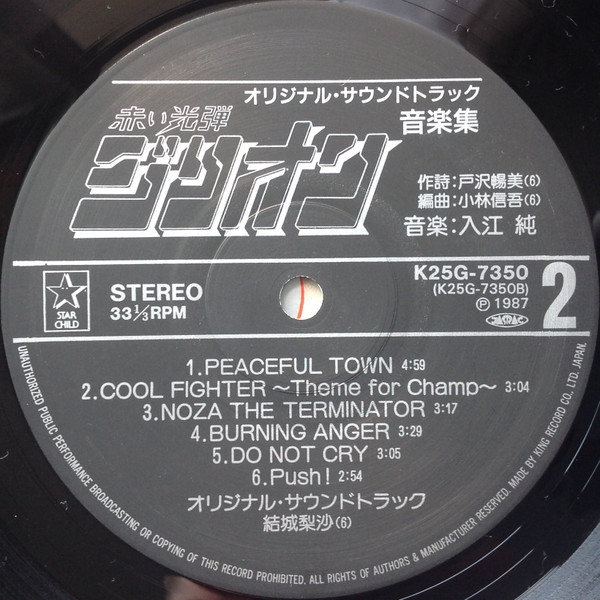 オリジナル・サウンドトラック
音楽集
赤い光弾
ジリオン
作詩:戸沢暢美(6)
編曲:小林信吾(6)
音楽:入江 純
STAR
CHILD
STEREO
33⅓RPM
K25G-7350
(K25G-7350B)
Ⓟ 1987
JASRAC
2
1.PEACEFUL TOWN 4:59
2.COOL FIGHTER ~Theme for Champ~ 3:04
3.NOZA THE TERMINATOR 3:17
4.BURNING ANGER 3:29
5.DO NOT CRY 3:05
6.Push! 2:54
オリジナル・サウンドトラック
結城梨沙(6)
UNAUTHORIZED PUBLIC PERFORMANCE BROADCASTING OR COPYING OF THIS RECORD PROHIBITED. ALL RIGHTS OF AUTHORS & MANUFACTURER RESERVED. MADE BY KING RECORD CO., LTD. JAPAN.